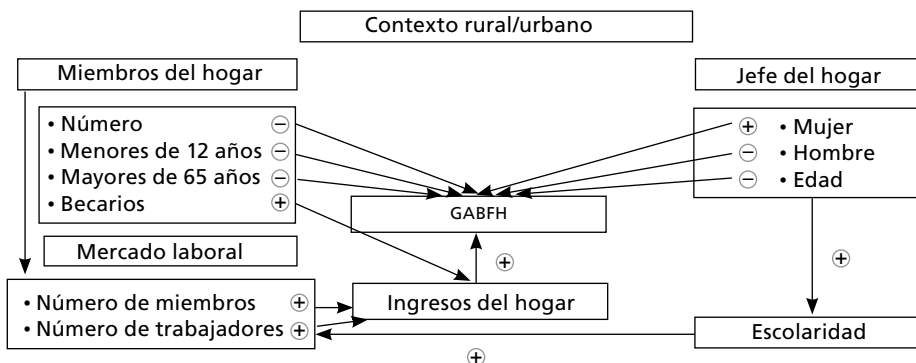 Contexto rural/urbano
Miembros del hogar
• Número ⊖
• Menores de 12 años ⊖
• Mayores de 65 años ⊖
• Becarios ⊕
Jefe del hogar
⊕ • Mujer
⊖ • Hombre
⊖ • Edad
GABFH
⊕
⊕
Mercado laboral
• Número de miembros ⊕
• Número de trabajadores ⊕
Ingresos del hogar
Escolaridad
⊕